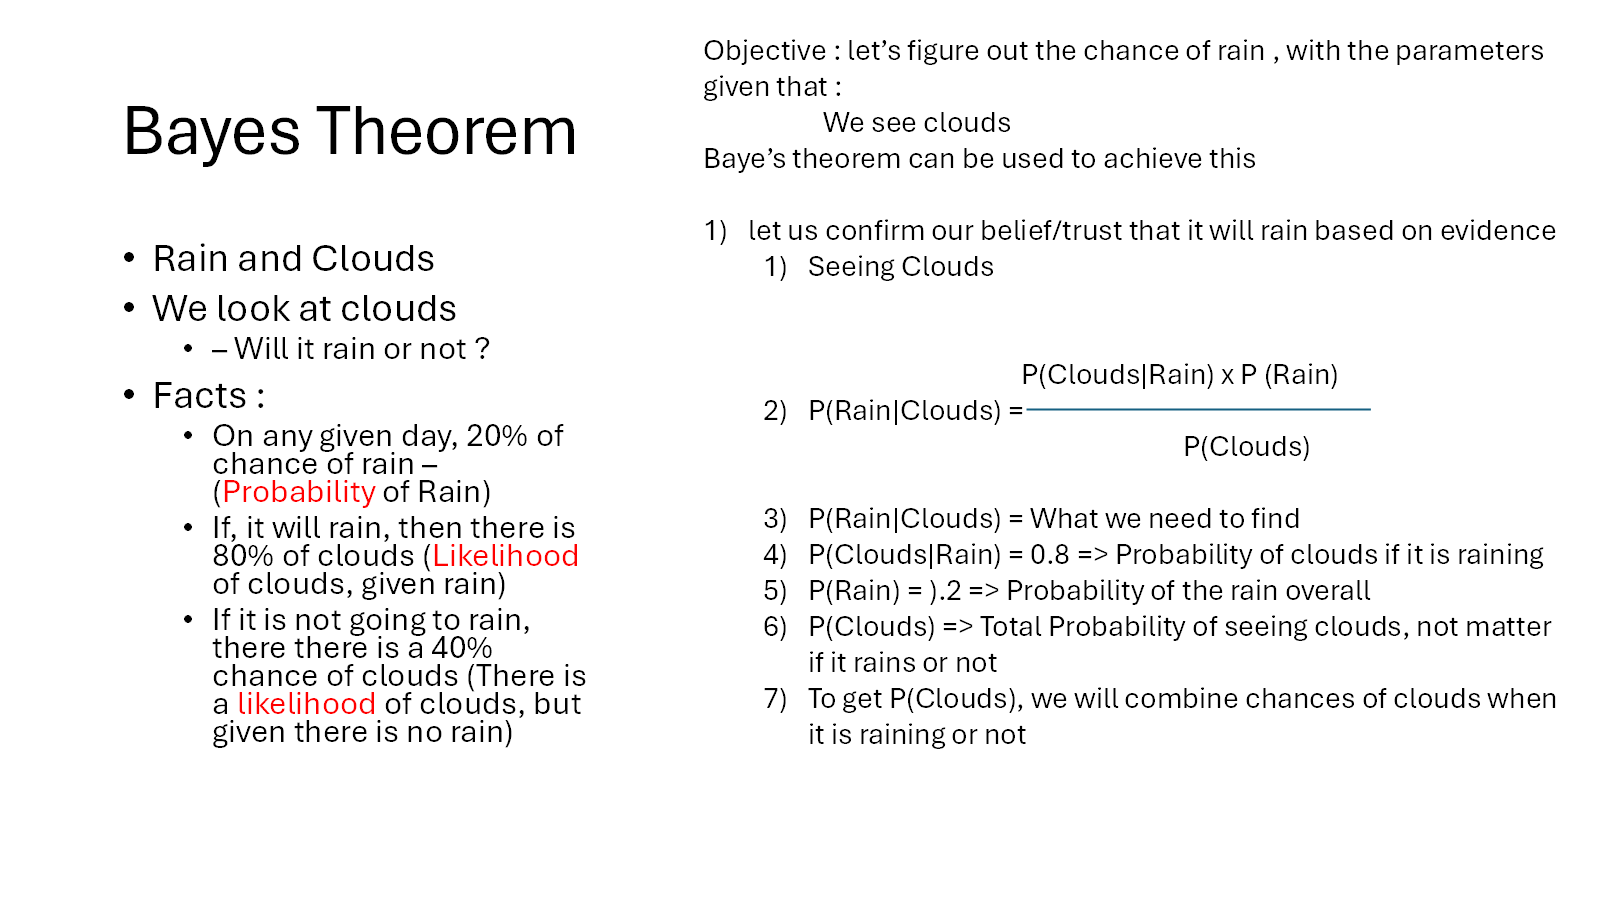 Bayes Theorem
• Rain and Clouds
• We look at clouds
• – Will it rain or not ?
• Facts :
• On any given day, 20% of
chance of rain –
(Probability of Rain)
• If, it will rain, then there is
80% of clouds (Likelihood
of clouds, given rain)
• If it is not going to rain,
there there is a 40%
chance of clouds (There is
a likelihood of clouds, but
given there is no rain)
Objective : let’s figure out the chance of rain , with the parameters
given that :
We see clouds
Baye’s theorem can be used to achieve this
1) let us confirm our belief/trust that it will rain based on evidence
1) Seeing Clouds
P(Clouds|Rain) x P (Rain)
2) P(Rain|Clouds) =
P(Clouds)
3) P(Rain|Clouds) = What we need to find
4) P(Clouds|Rain) = 0.8 => Probability of clouds if it is raining
5) P(Rain) = ).2 => Probability of the rain overall
6) P(Clouds) => Total Probability of seeing clouds, not matter
if it rains or not
7) To get P(Clouds), we will combine chances of clouds when
it is raining or not